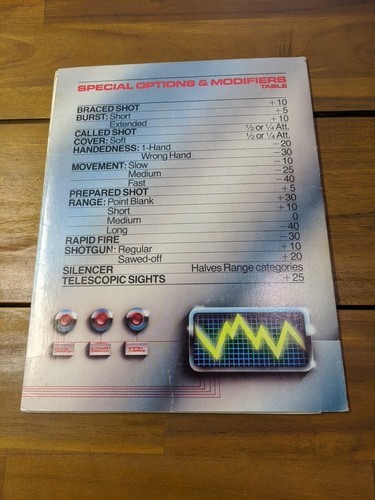 SPECIAL OPTIONS & MODIFIERS
TABLE
BRACED SHOT +10
BURST: Short +5
Extended +10
CALLED SHOT ½ or ¼ Att.
COVER: Soft ½ or ¼ Att.
HANDEDNESS: 1-Hand -20
Wrong Hand -30
MOVEMENT: Slow -10
Medium -25
Fast -40
PREPARED SHOT +5
RANGE: Point Blank +30
Short +10
Medium 0
Long -40
RAPID FIRE -30
SHOTGUN: Regular +10
Sawed-off +20
SILENCER Halves Range categories
TELESCOPIC SIGHTS +25